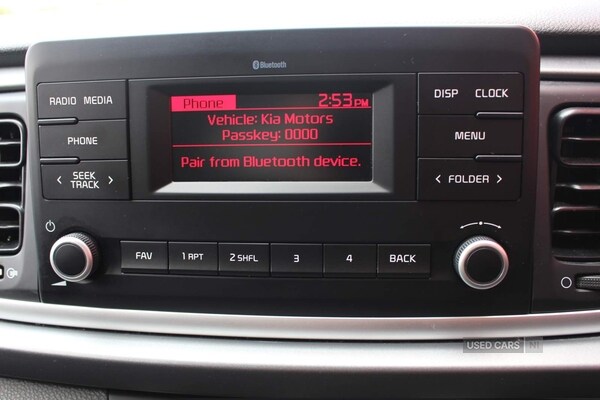 Bluetooth
RADIO MEDIA
PHONE
< SEEK TRACK >
Phone 2:53PM
Vehicle: Kia Motors
Passkey: 0000
Pair from Bluetooth device.
DISP CLOCK
MENU
< FOLDER >
FAV 1 RPT 2 SHFL 3 4 BACK
USED CARS NI